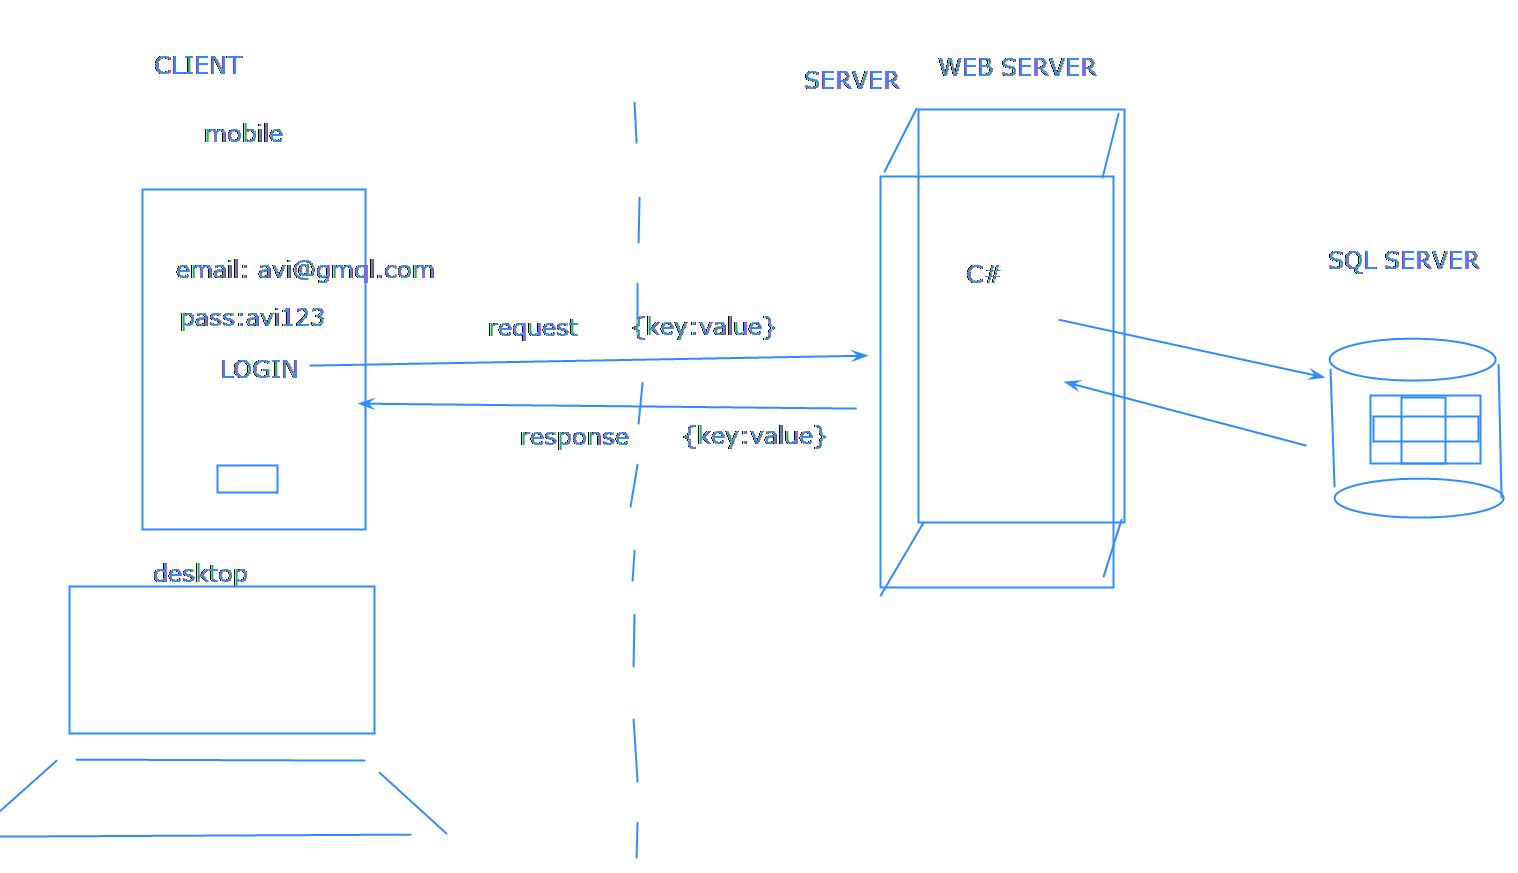 CLIENT
SERVER
WEB SERVER
mobile
email: avi@gmql.com
pass:avi123
LOGIN
request
{key:value}
response
{key:value}
C#
SQL SERVER
desktop